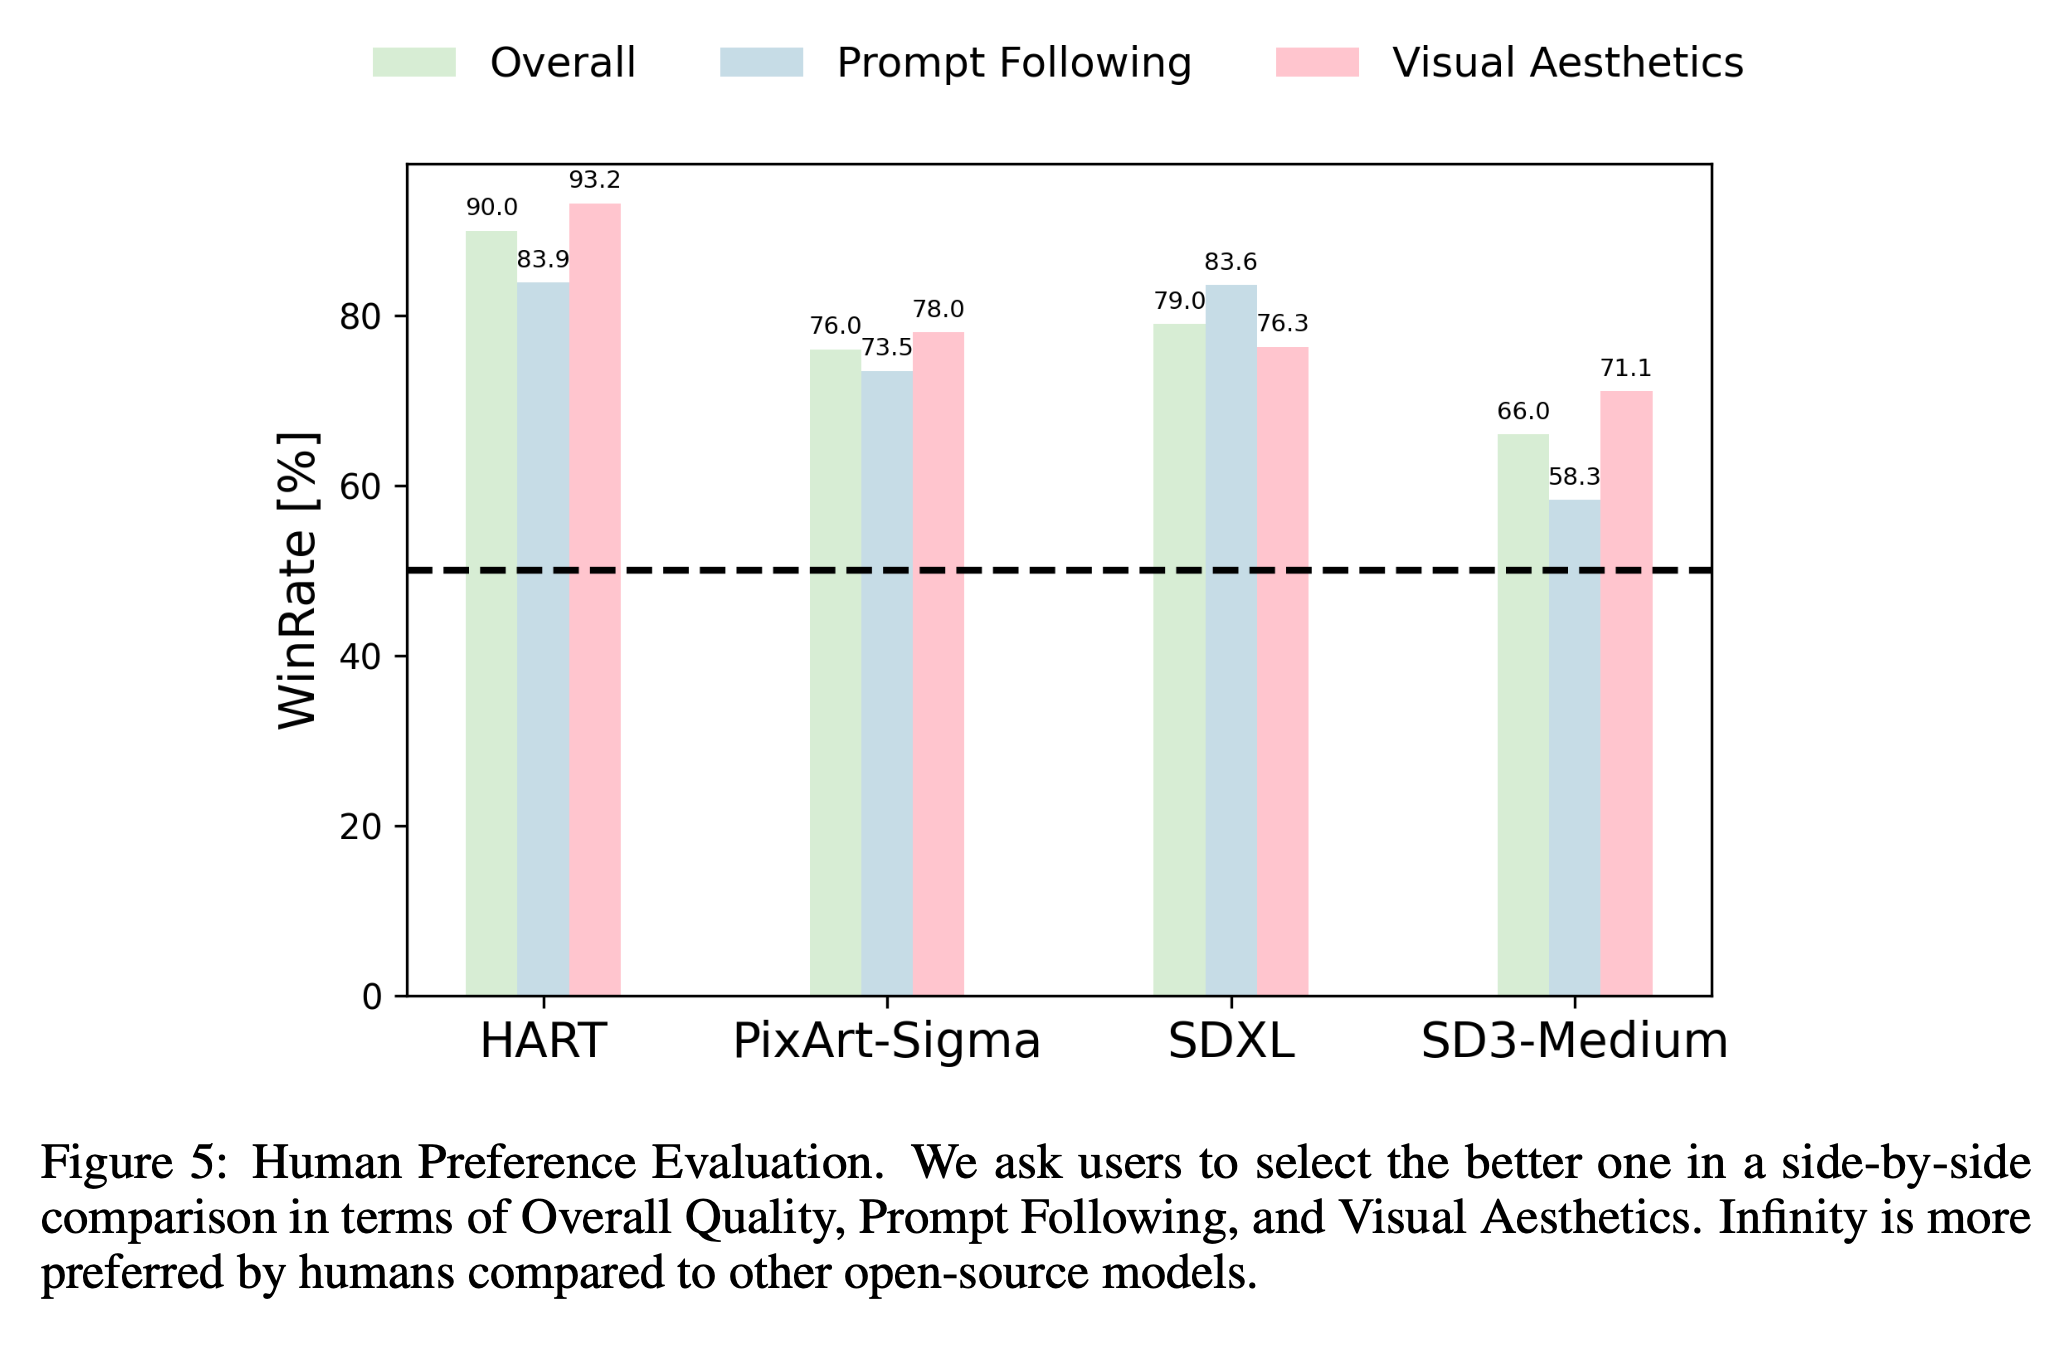 Overall Prompt Following Visual Aesthetics
93.2
90.0
83.9
83.6
80
79.0
78.0
76.3
76.0
73.5
71.1
66.0
60
58.3
WinRate [%]
40
20
0
HART PixArt-Sigma SDXL SD3-Medium
Figure 5: Human Preference Evaluation. We ask users to select the better one in a side-by-side
comparison in terms of Overall Quality, Prompt Following, and Visual Aesthetics. Infinity is more
preferred by humans compared to other open-source models.